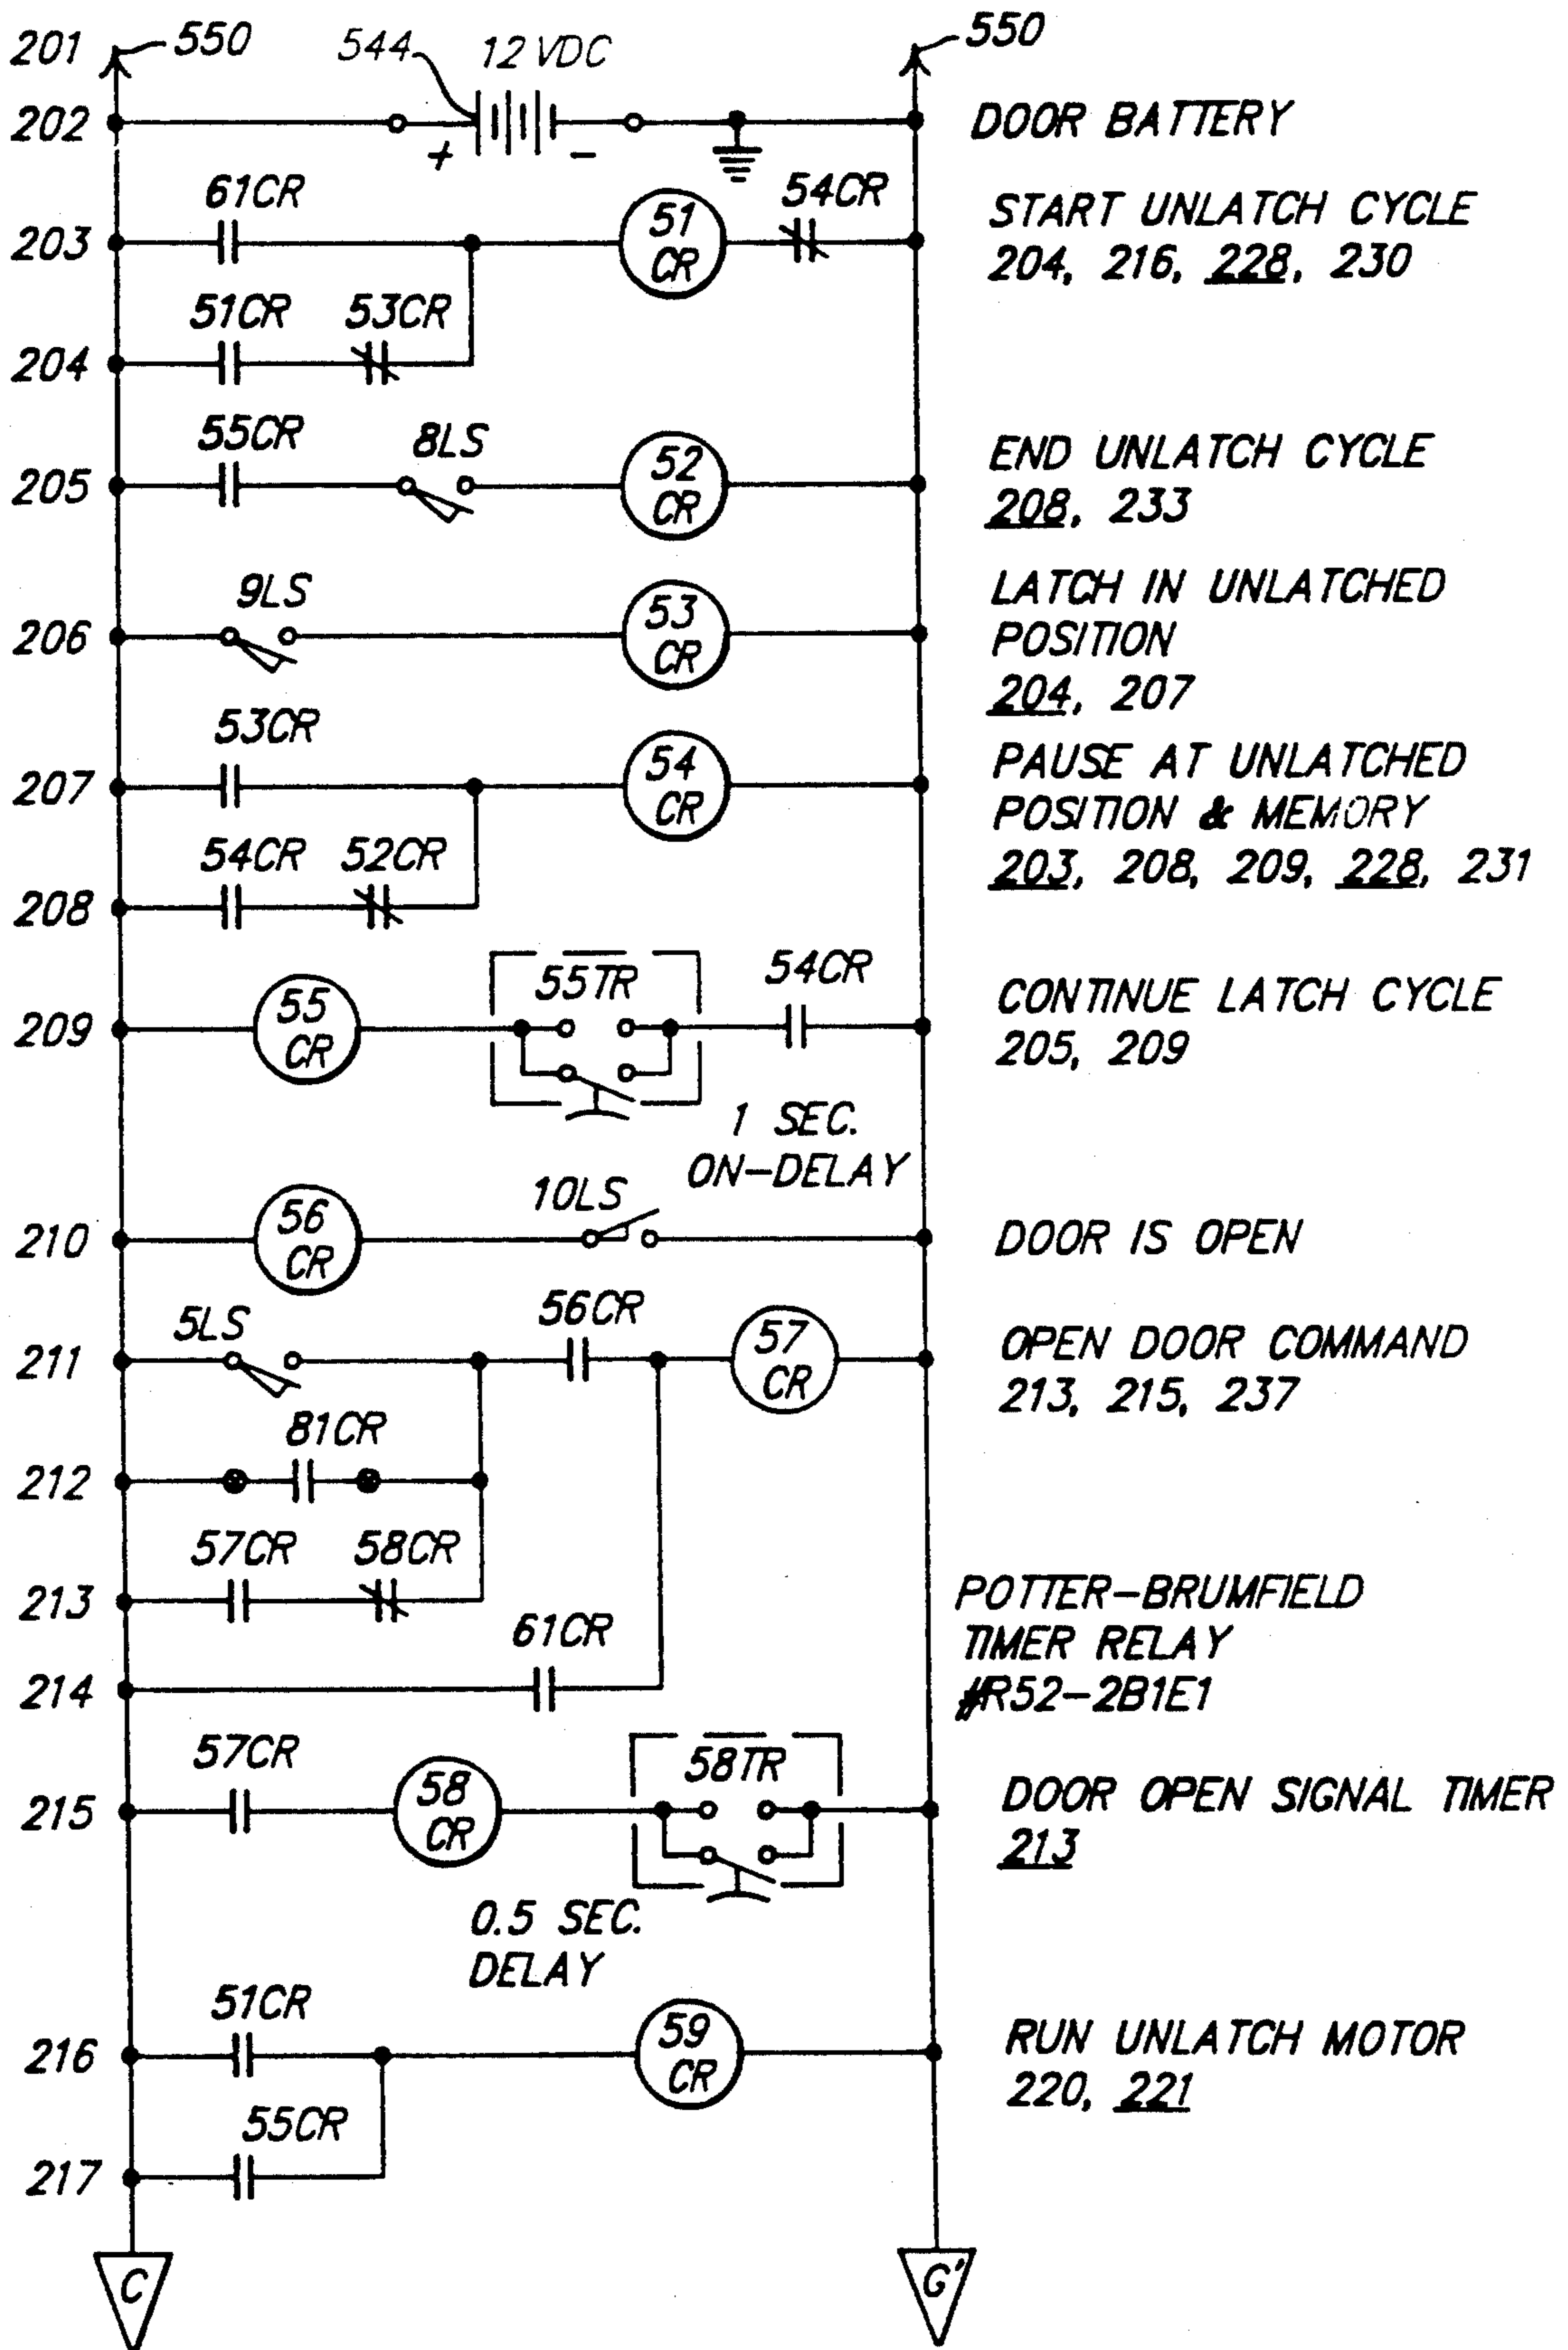 201 550 544 12 VDC 550
202 + - DOOR BATTERY
61CR 51 CR 54CR
203 START UNLATCH CYCLE
204, 216, 228, 230
51CR 53CR
204
55CR 8LS 52 CR
205 END UNLATCH CYCLE
208, 233
9LS 53 CR
206 LATCH IN UNLATCHED
POSITION
204, 207
53CR 54 CR
207 PAUSE AT UNLATCHED
POSITION & MEMORY
203, 208, 209, 228, 231
54CR 52CR
208
55 CR 55TR 54CR
209 CONTINUE LATCH CYCLE
205, 209
1 SEC.
ON-DELAY
56 CR 10LS
210 DOOR IS OPEN
5LS 56CR 57 CR
211 OPEN DOOR COMMAND
213, 215, 237
81CR
212
57CR 58CR
213 POTTER-BRUMFIELD
TIMER RELAY
#R52-2B1E1
61CR
214
57CR 58 CR 58TR
215 DOOR OPEN SIGNAL TIMER
213
0.5 SEC.
DELAY
51CR 59 CR
216 RUN UNLATCH MOTOR
220, 221
55CR
217
C G'